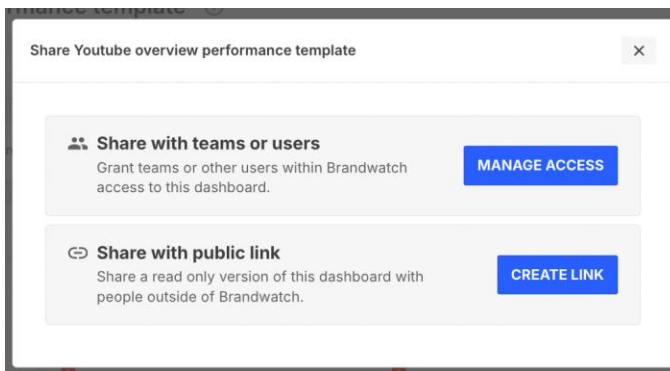 rmance template
Share Youtube overview performance template
Share with teams or users
Grant teams or other users within Brandwatch
access to this dashboard.
MANAGE ACCESS
Share with public link
Share a read only version of this dashboard with
people outside of Brandwatch.
CREATE LINK